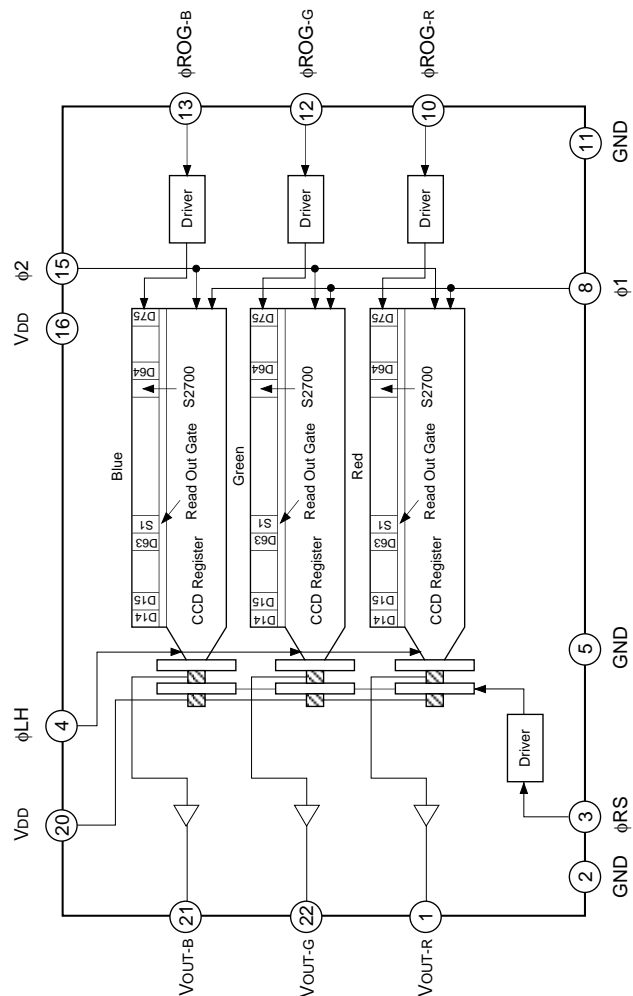 φROG-B
φROG-G
φROG-R
13
12
10
11
GND
Driver
Driver
Driver
φ2
15
8
φ1
VDD
16
D75
D64
S2700
Blue
Read Out Gate
S1
D63
CCD Register
D15
D14
D75
D64
S2700
Green
Read Out Gate
S1
D63
CCD Register
D15
D14
D75
D64
S2700
Red
Read Out Gate
S1
D63
CCD Register
D15
D14
5
GND
φLH
4
Driver
VDD
20
3
φRS
2
GND
21
22
1
VOUT-B
VOUT-G
VOUT-R